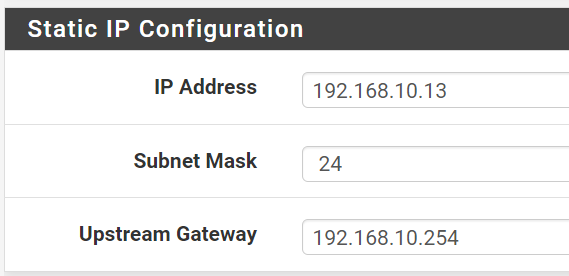 Static IP Configuration
IP Address 192.168.10.13
Subnet Mask 24
Upstream Gateway 192.168.10.254